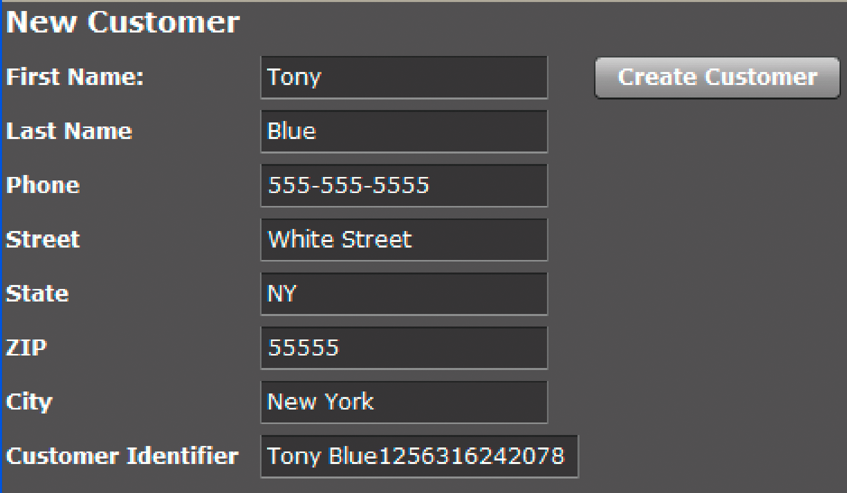 New Customer
First Name: Tony Create Customer
Last Name Blue
Phone 555-555-5555
Street White Street
State NY
ZIP 55555
City New York
Customer Identifier Tony Blue1256316242078